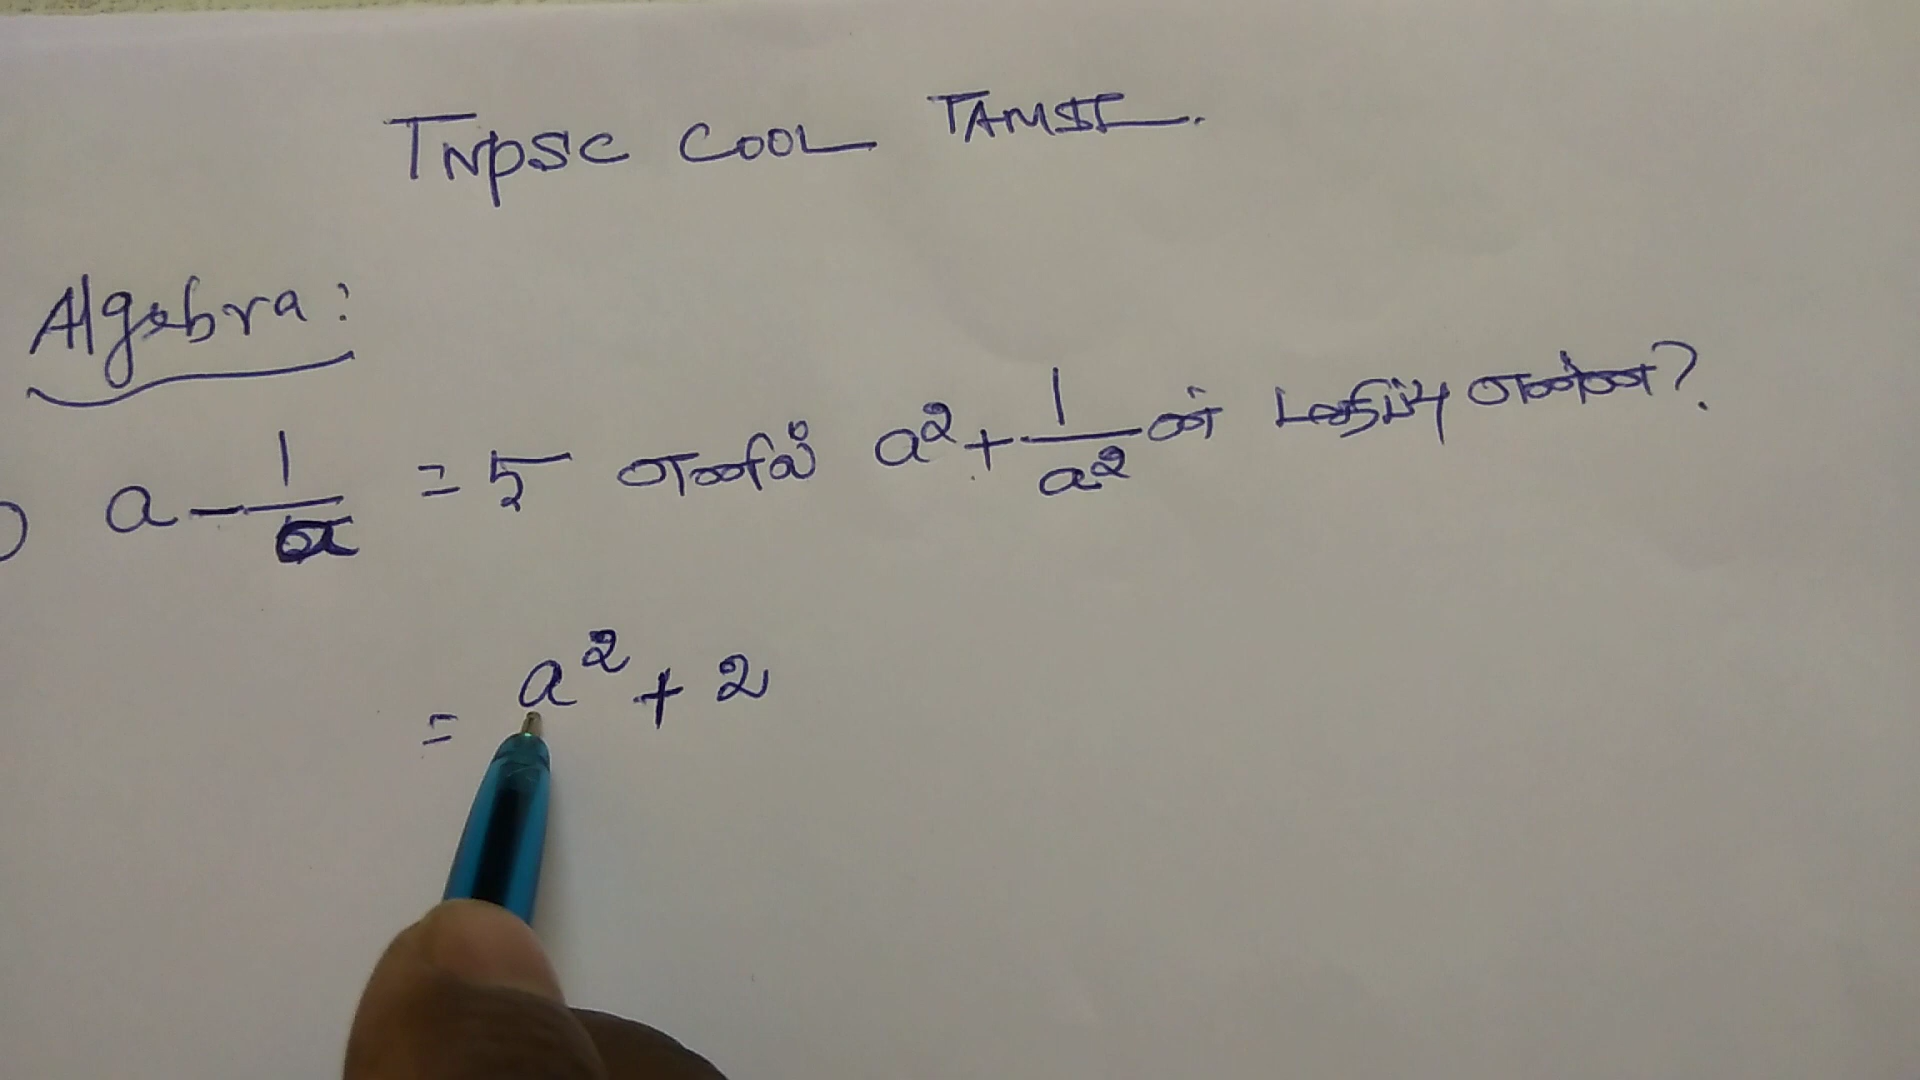 TNPSC COOL TAMIL.
Algebra:
) a - 1/a = 5 எனில் a² + 1/a² ன் மதிப்பு என்ன?
= a² + 2